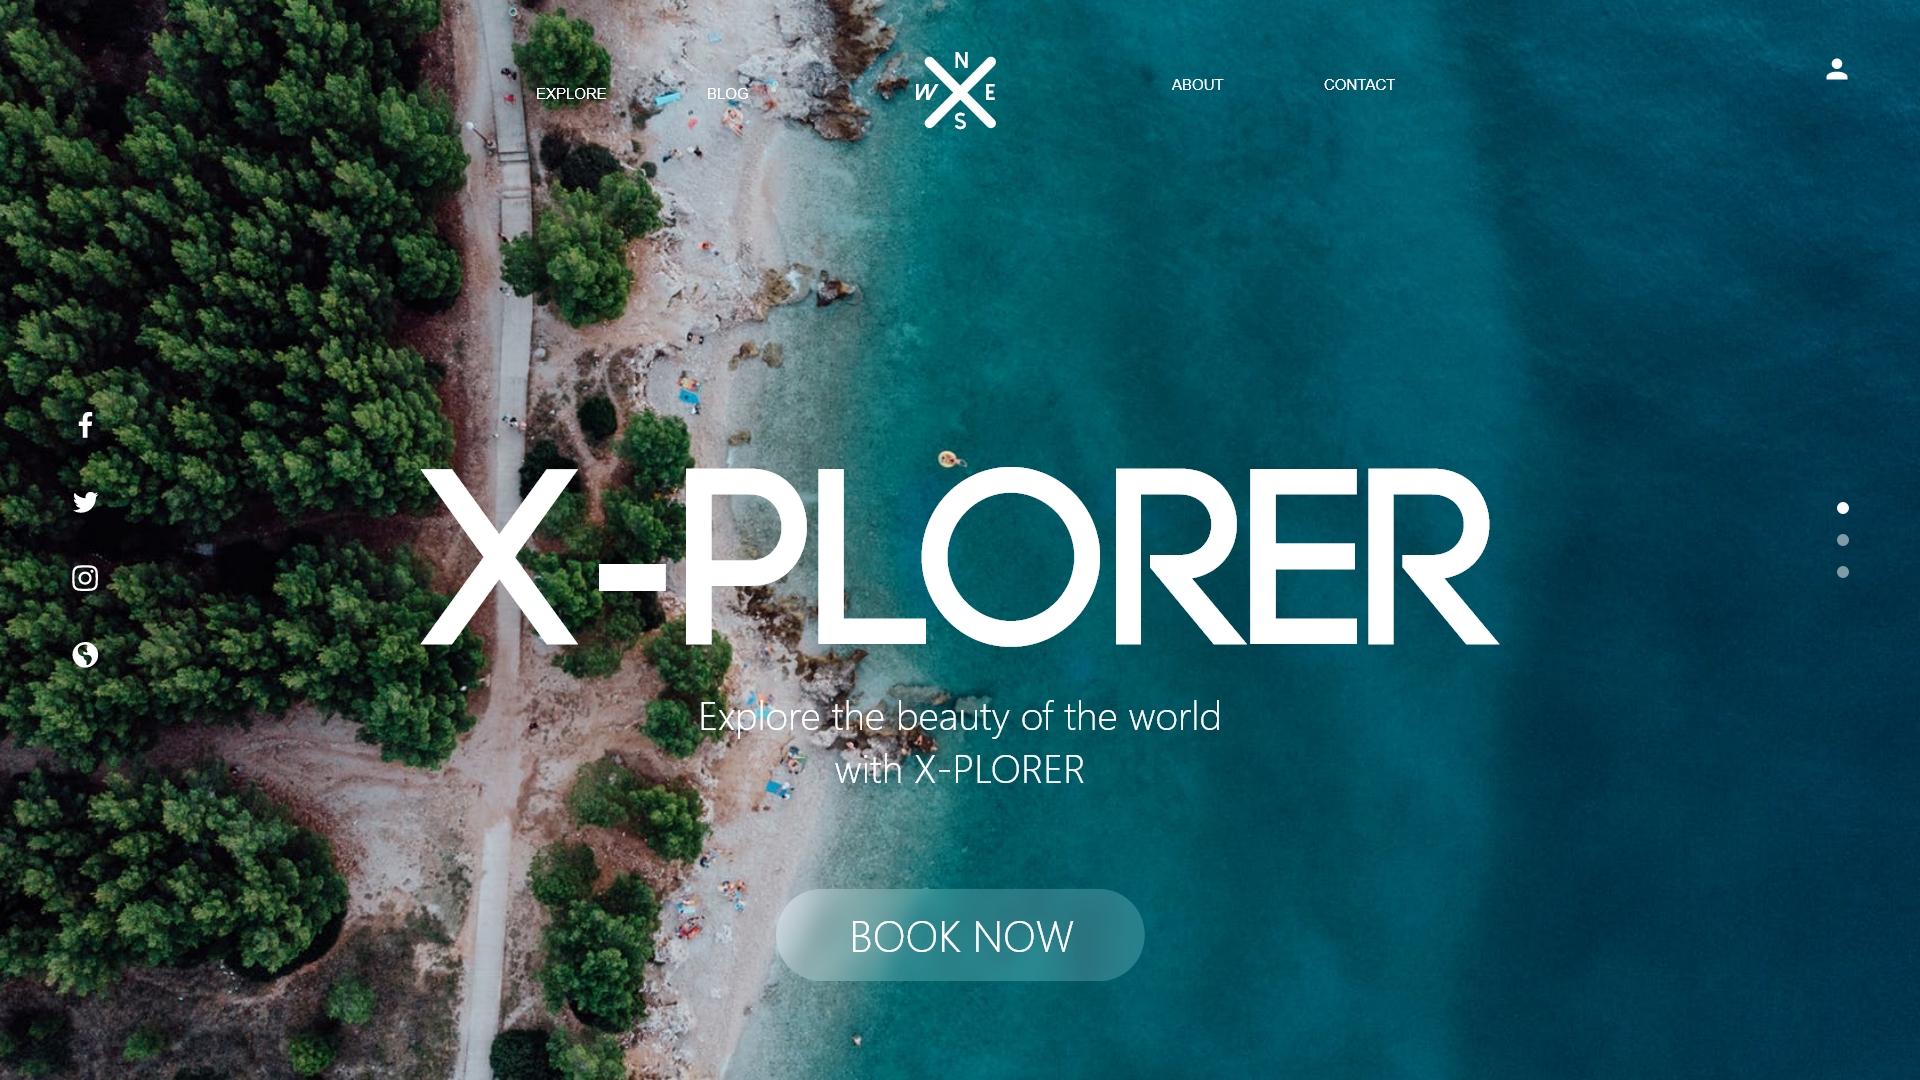 EXPLORE
BLOG
N
W E
S
ABOUT
CONTACT
X-PLORER
Explore the beauty of the world
with X-PLORER
BOOK NOW